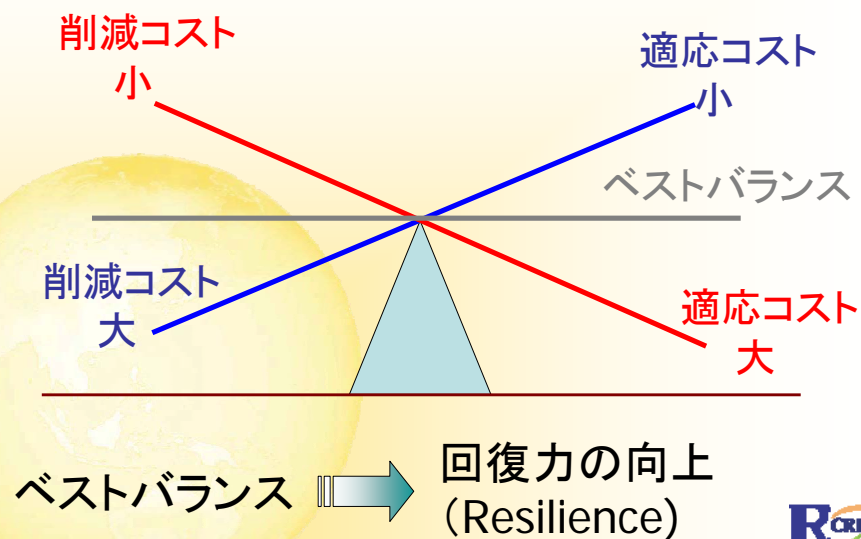 削減コスト
小
適応コスト
小
ベストバランス
削減コスト
大
適応コスト
大
ベストバランス
回復力の向上
(Resilience)